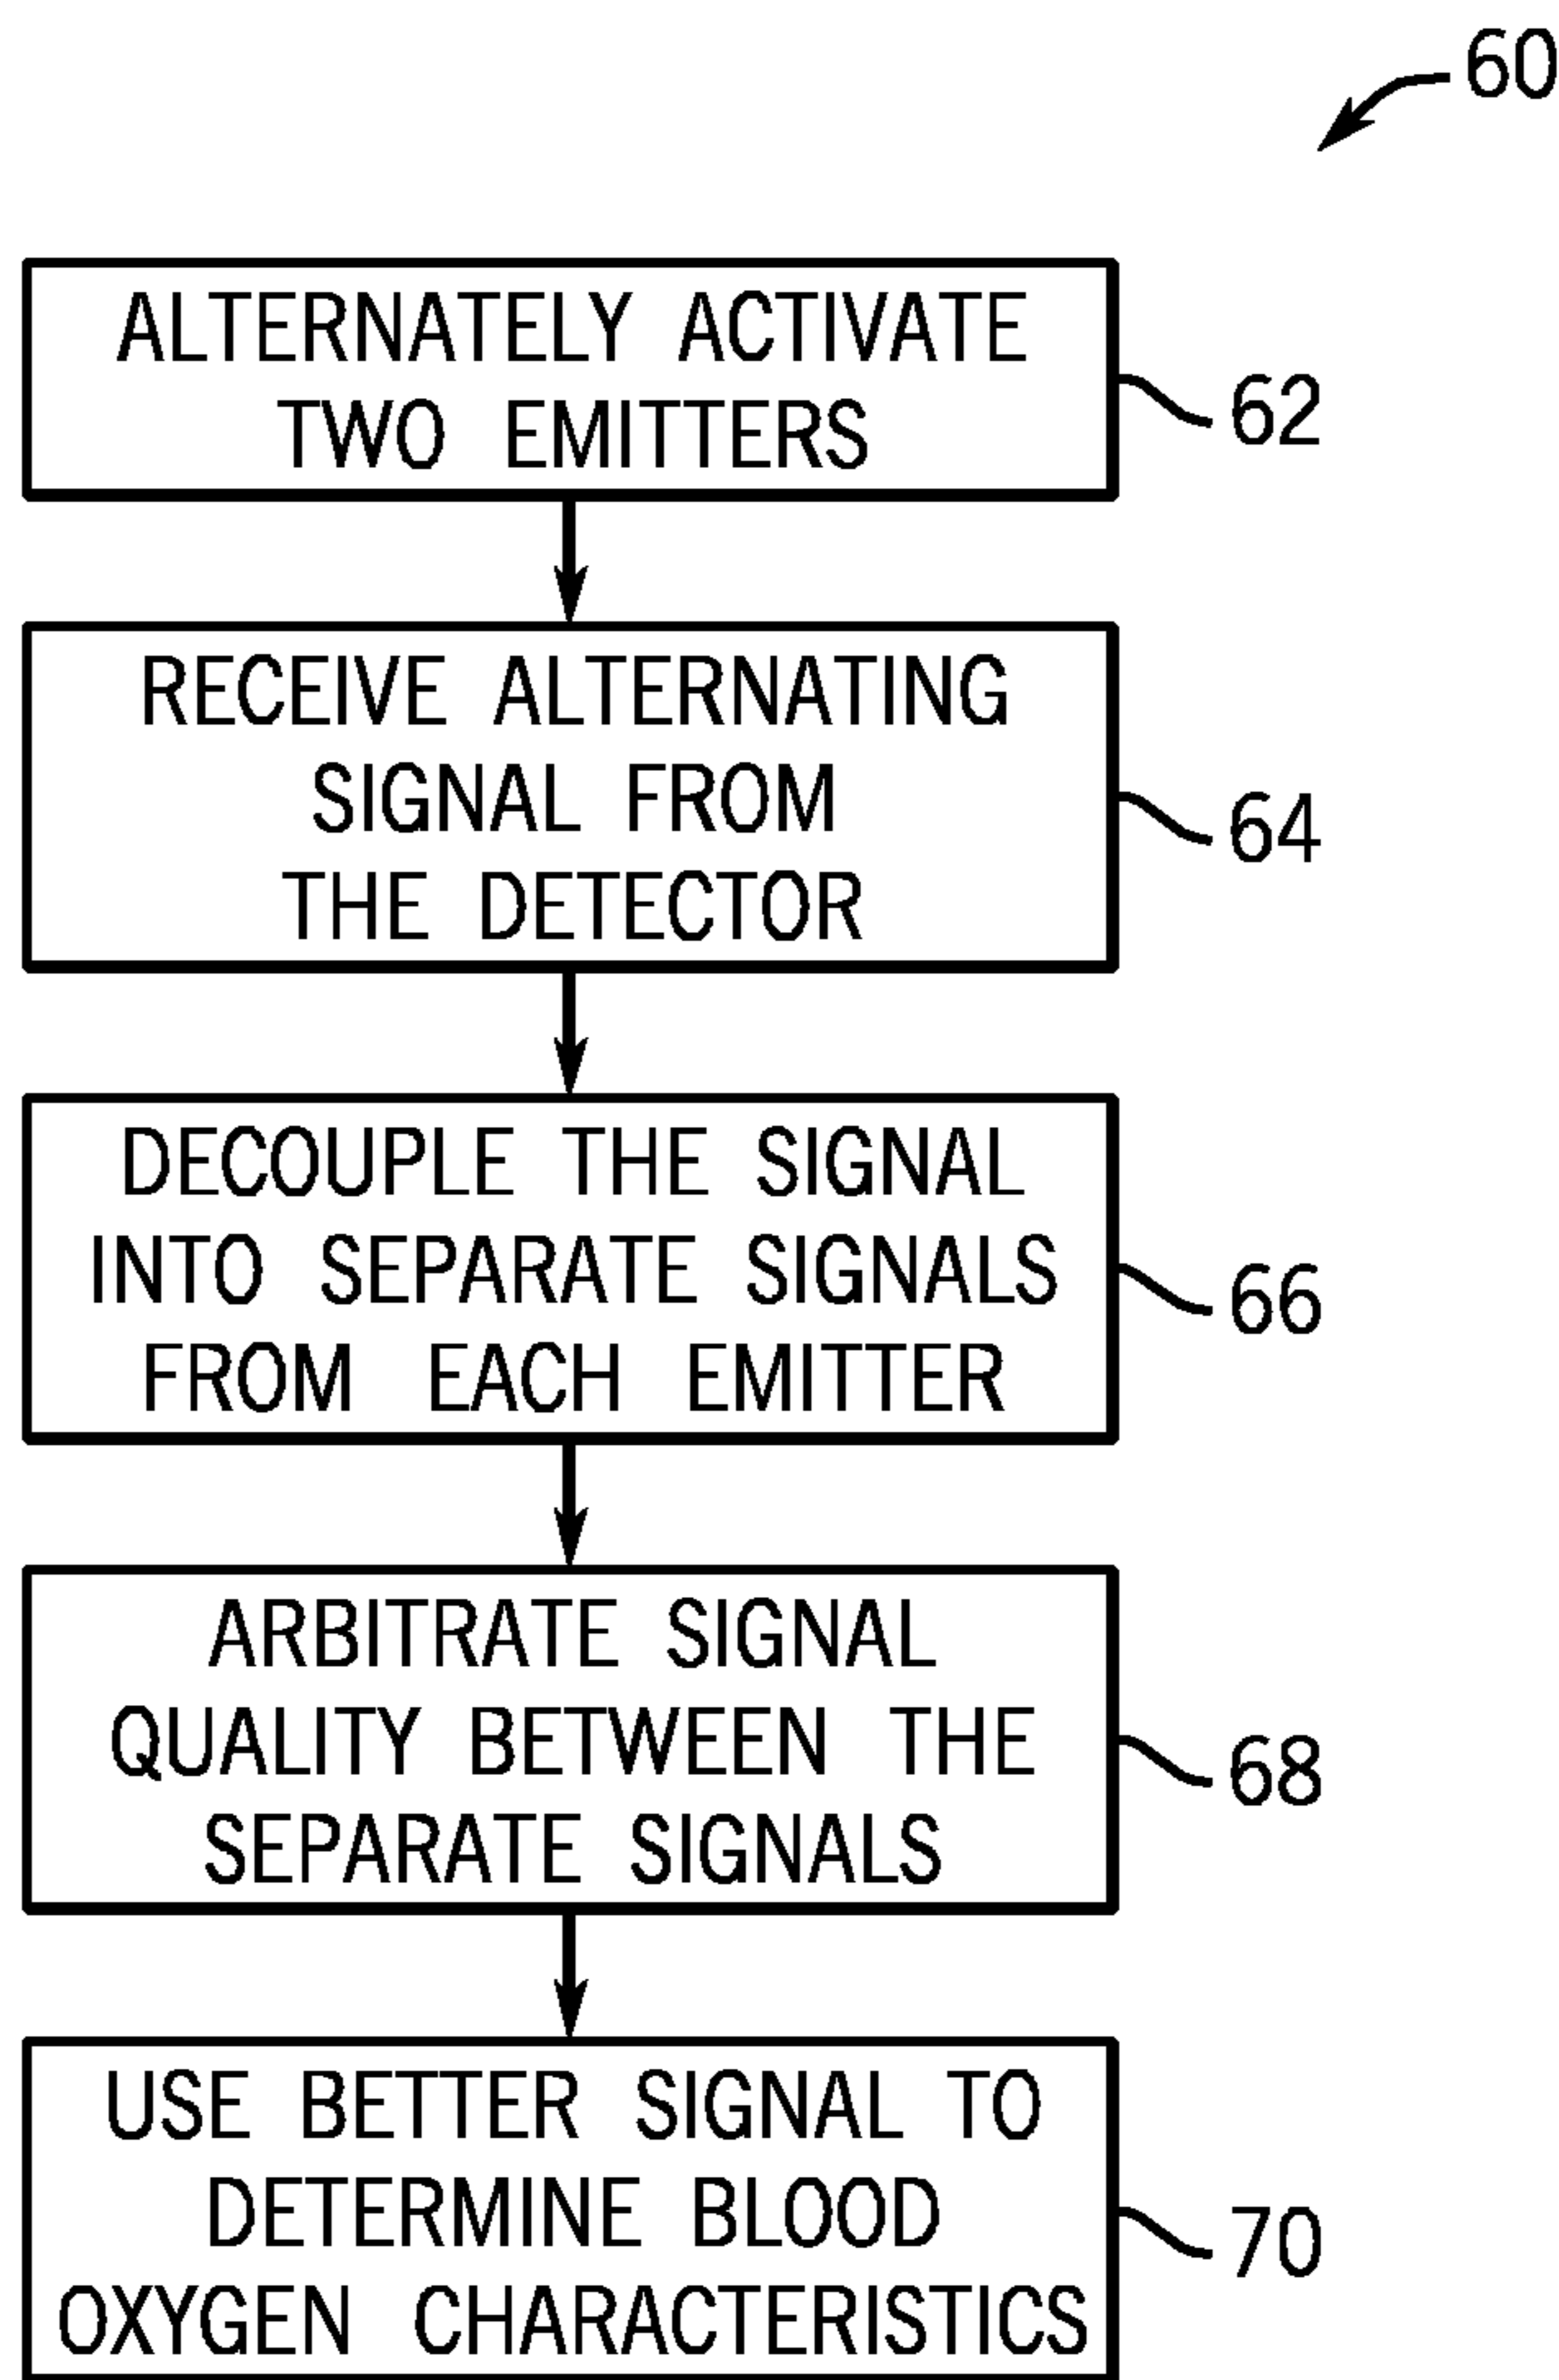 60
ALTERNATELY ACTIVATE
TWO EMITTERS
62
RECEIVE ALTERNATING
SIGNAL FROM
THE DETECTOR
64
DECOUPLE THE SIGNAL
INTO SEPARATE SIGNALS
FROM EACH EMITTER
66
ARBITRATE SIGNAL
QUALITY BETWEEN THE
SEPARATE SIGNALS
68
USE BETTER SIGNAL TO
DETERMINE BLOOD
OXYGEN CHARACTERISTICS
70